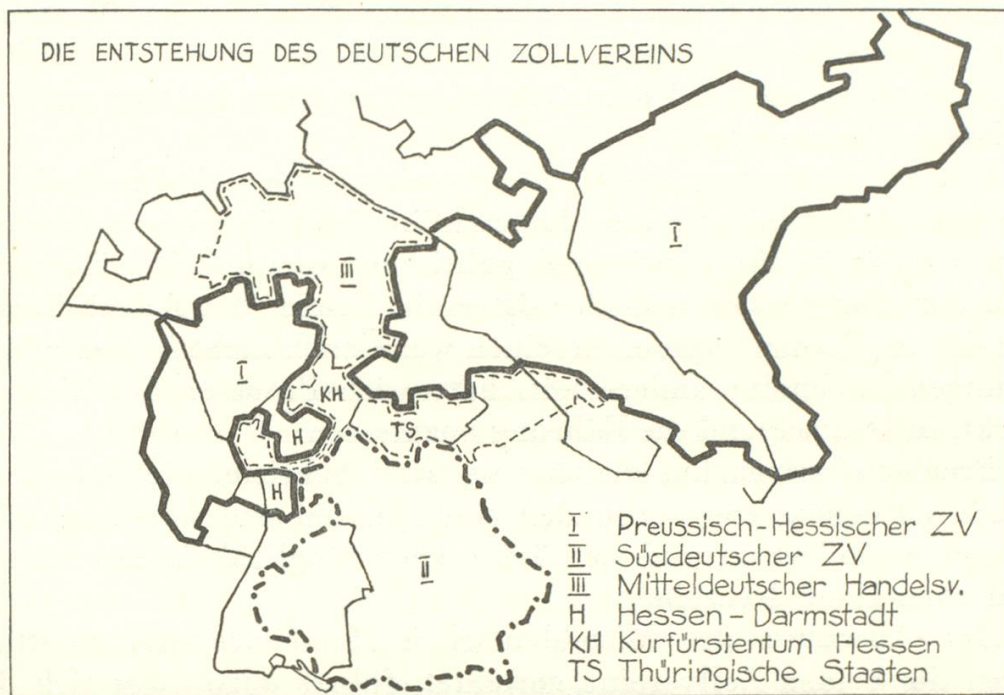 DIE ENTSTEHUNG DES DEUTSCHEN ZOLLVEREINS
I
III
I
KH
H
TS
H
II
I Preussisch-Hessischer ZV
II Süddeutscher ZV
III Mitteldeutscher Handelsv.
H Hessen-Darmstadt
KH Kurfürstentum Hessen
TS Thüringische Staaten